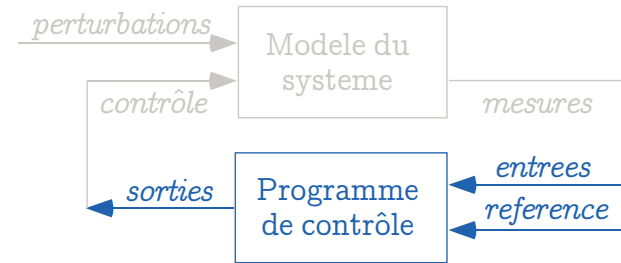 perturbations
Modele du
systeme
contrôle
mesures
sorties
Programme
de contrôle
entrees
reference